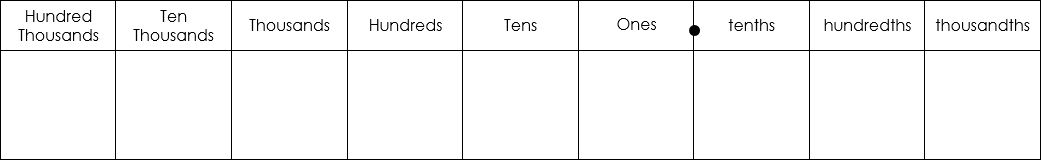 Hundred
Thousands
Ten
Thousands
Thousands
Hundreds
Tens
Ones
tenths
hundredths
thousandths